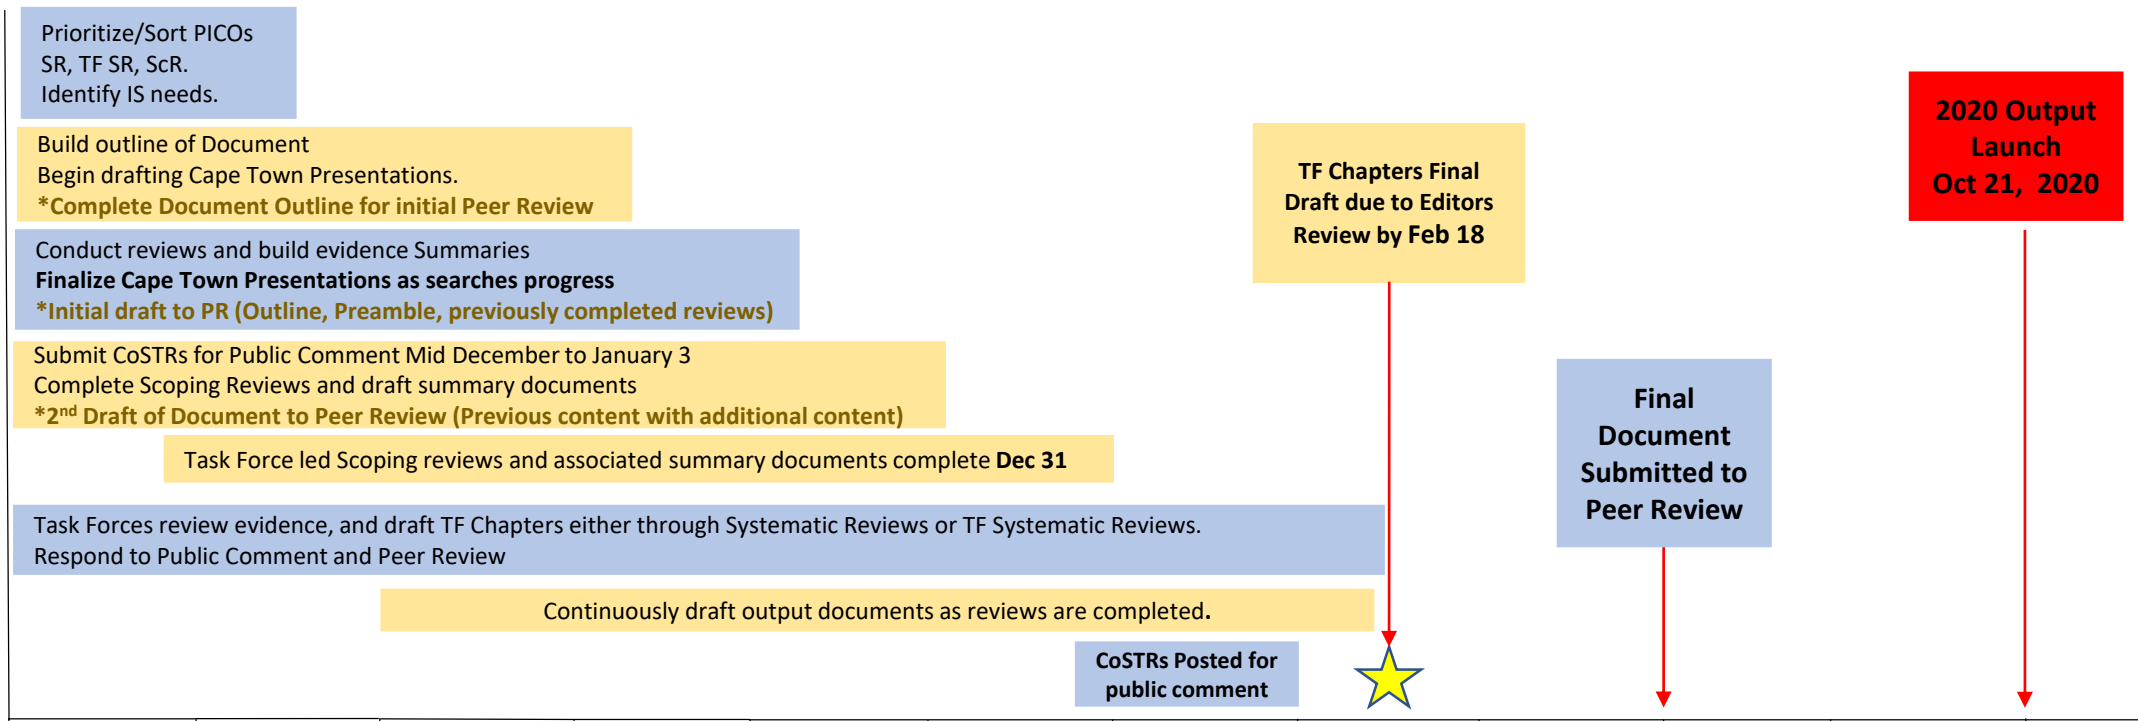 Prioritize/Sort PICOs
SR, TF SR, ScR.
Identify IS needs.
Build outline of Document
Begin drafting Cape Town Presentations.
*Complete Document Outline for initial Peer Review
Conduct reviews and build evidence Summaries
Finalize Cape Town Presentations as searches progress
*Initial draft to PR (Outline, Preamble, previously completed reviews)
Submit CoSTRs for Public Comment Mid December to January 3
Complete Scoping Reviews and draft summary documents
*2nd Draft of Document to Peer Review (Previous content with additional content)
Task Force led Scoping reviews and associated summary documents complete Dec 31
Task Forces review evidence, and draft TF Chapters either through Systematic Reviews or TF Systematic Reviews.
Respond to Public Comment and Peer Review
Continuously draft output documents as reviews are completed.
CoSTRs Posted for
public comment
TF Chapters Final
Draft due to Editors
Review by Feb 18
Final
Document
Submitted to
Peer Review
2020 Output
Launch
Oct 21, 2020